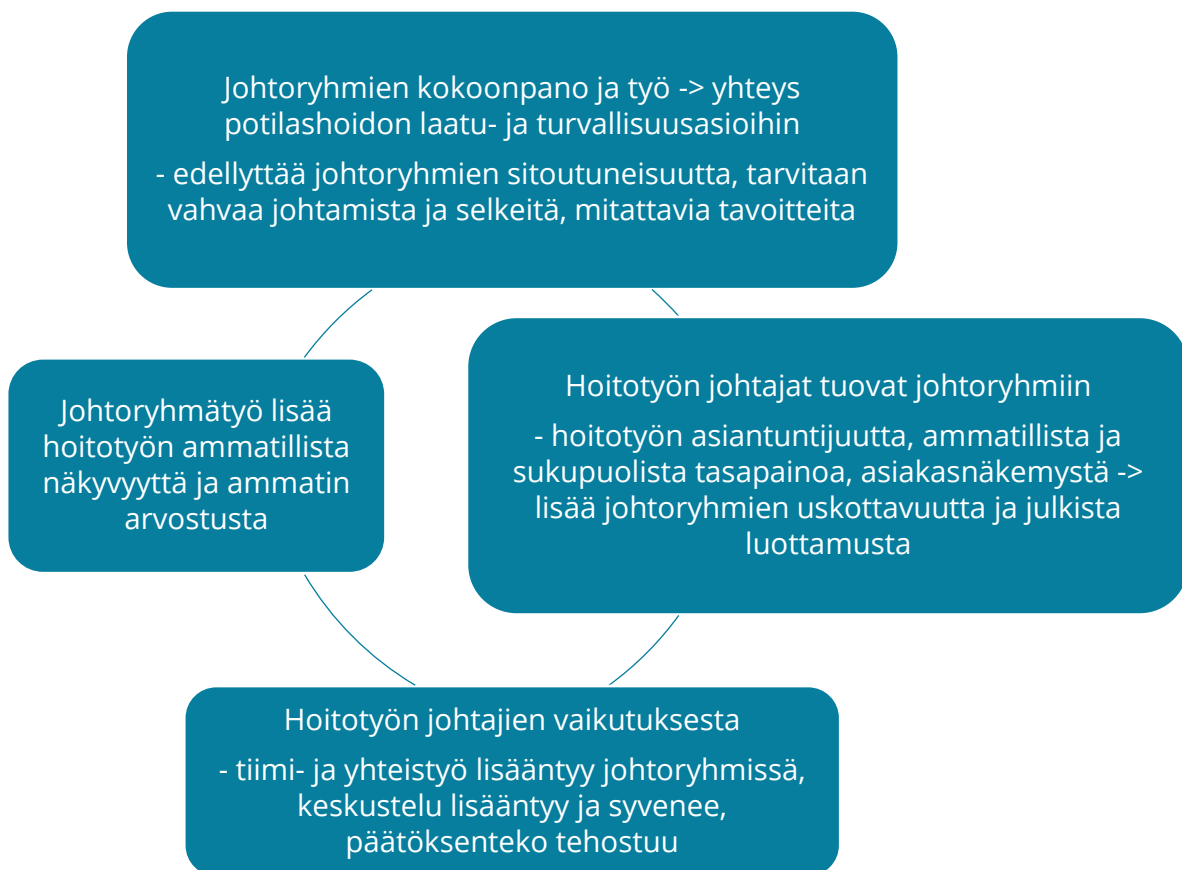 Johtoryhmien kokoonpano ja työ -> yhteys
potilashoidon laatu- ja turvallisuusasioihin
- edellyttää johtoryhmien sitoutuneisuutta, tarvitaan
vahvaa johtamista ja selkeitä, mitattavia tavoitteita
Hoitotyön johtajat tuovat johtoryhmiin
- hoitotyön asiantuntijuutta, ammatillista ja
sukupuolista tasapainoa, asiakasnäkemystä ->
lisää johtoryhmien uskottavuutta ja julkista
luottamusta
Hoitotyön johtajien vaikutuksesta
- tiimi- ja yhteistyö lisääntyy johtoryhmissä,
keskustelu lisääntyy ja syvenee,
päätöksenteko tehostuu
Johtoryhmätyö lisää
hoitotyön ammatillista
näkyvyyttä ja ammatin
arvostusta